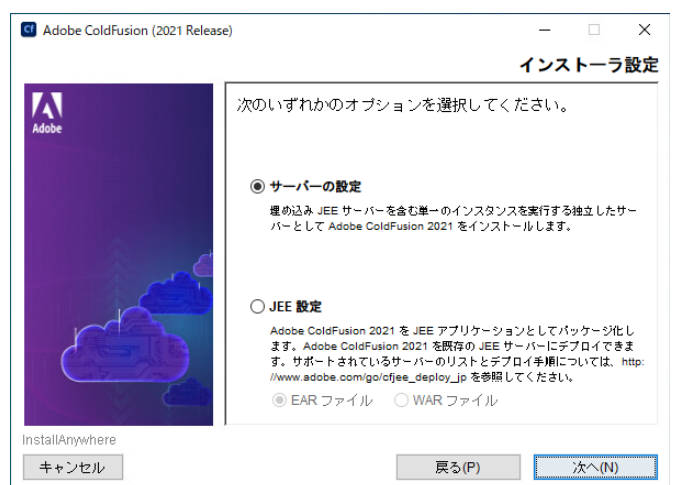 Cf Adobe ColdFusion (2021 Release)
インストーラ設定
Adobe
次のいずれかのオプションを選択してください。
サーバーの設定
埋め込み JEE サーバーを含む単一のインスタンスを実行する独立したサー
バーとして Adobe ColdFusion 2021 をインストールします。
JEE 設定
Adobe ColdFusion 2021 を JEE アプリケーションとしてパッケージ化し
ます。Adobe ColdFusion 2021 を既存の JEE サーバーにデプロイできま
す。サポートされているサーバーのリストとデプロイ手順については、http:
//www.adobe.com/go/cfjee_deploy_jp を参照してください。
EAR ファイル WAR ファイル
InstallAnywhere
キャンセル 戻る(P) 次へ(N)